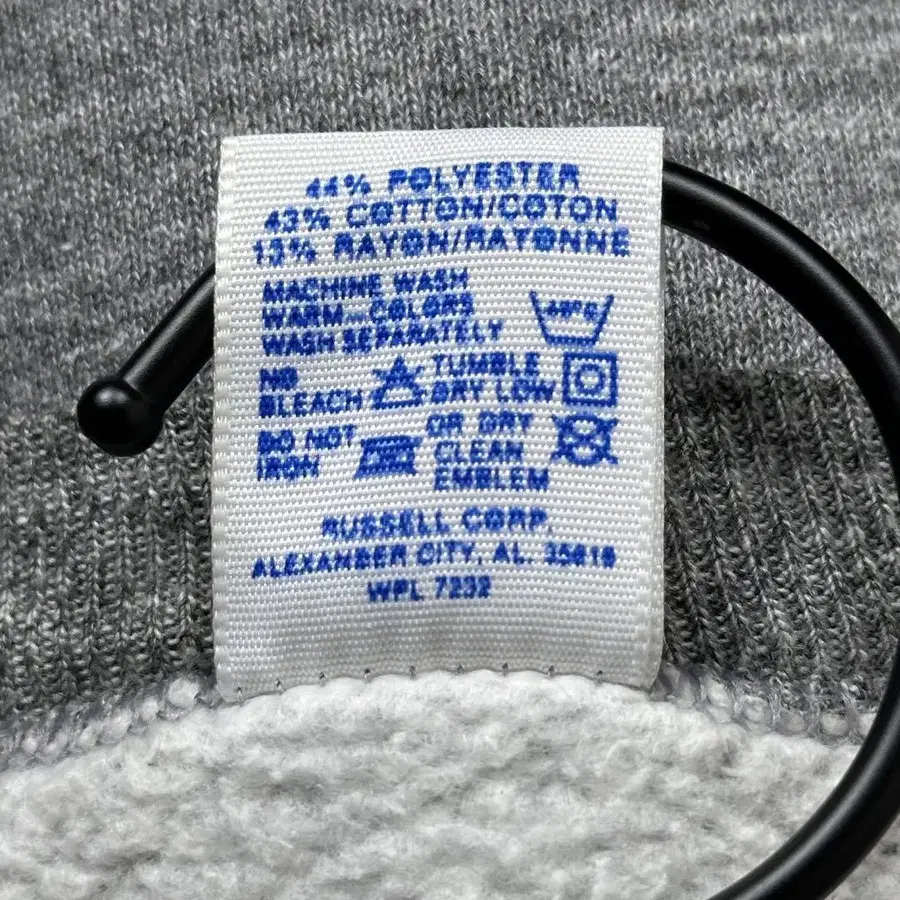 44% POLYESTER
43% COTTON/COTON
13% RAYON/RAYONNE
MACHINE WASH
WARM-COLORS
WASH SEPARATELY
40°C
NO
BLEACH
TUMBLE
DRY LOW
DO NOT
IRON
OR DRY
CLEAN
EMBLEM
RUSSELL CORP.
ALEXANDER CITY, AL. 35010
WPL 7232